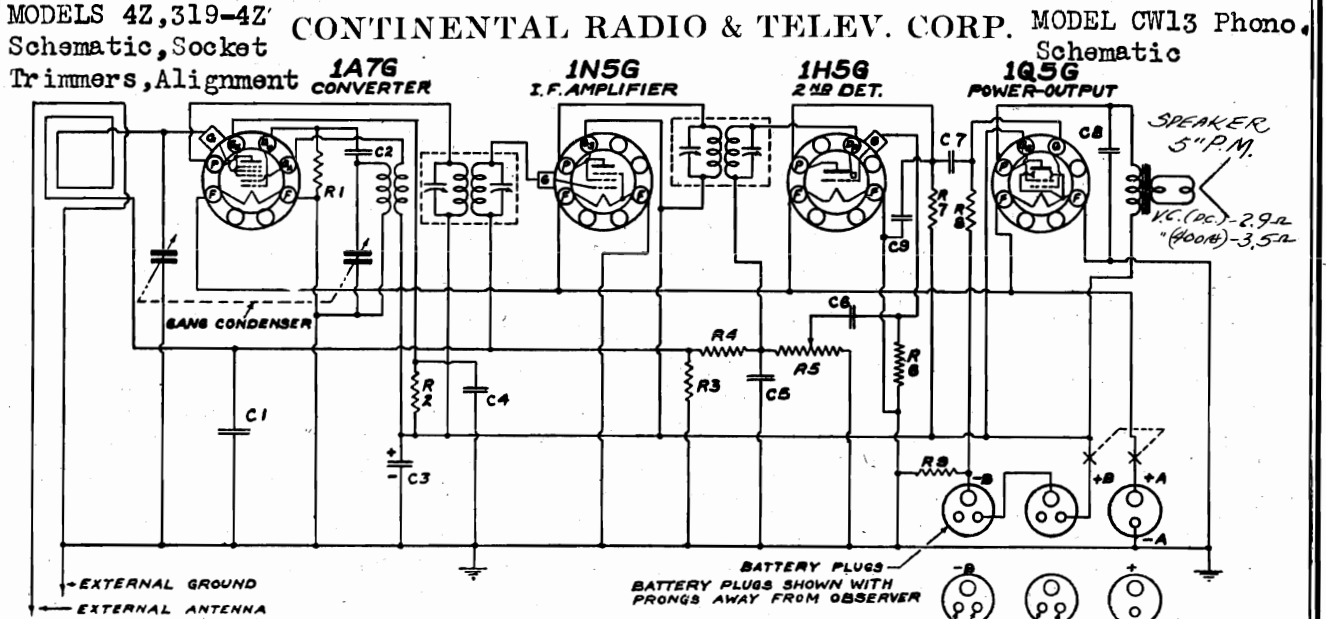 MODELS 4Z,319-4Z
Schematic,Socket
Trimmers,Alignment
CONTINENTAL RADIO & TELEV. CORP.
MODEL CW13 Phono.
Schematic
1A7G
CONVERTER
1N5G
I.F. AMPLIFIER
1H5G
2ND DET.
1Q5G
POWER-OUTPUT
SPEAKER
5" P.M.
V.C. (D.C.) - 2.9Ω
" (400~) - 3.5Ω
G
P
F
F
R1
C2
G
P
F
F
P
F
G
F
C7
C9
R7
R8
G
P
F
F
C8
GANG CONDENSER
C6
R4
R5
R6
R3
C5
R2
C4
C1
+
-
C3
R9
-B
+B
+A
-A
BATTERY PLUGS
BATTERY PLUGS SHOWN WITH
PRONGS AWAY FROM OBSERVER
-B
+
EXTERNAL GROUND
EXTERNAL ANTENNA